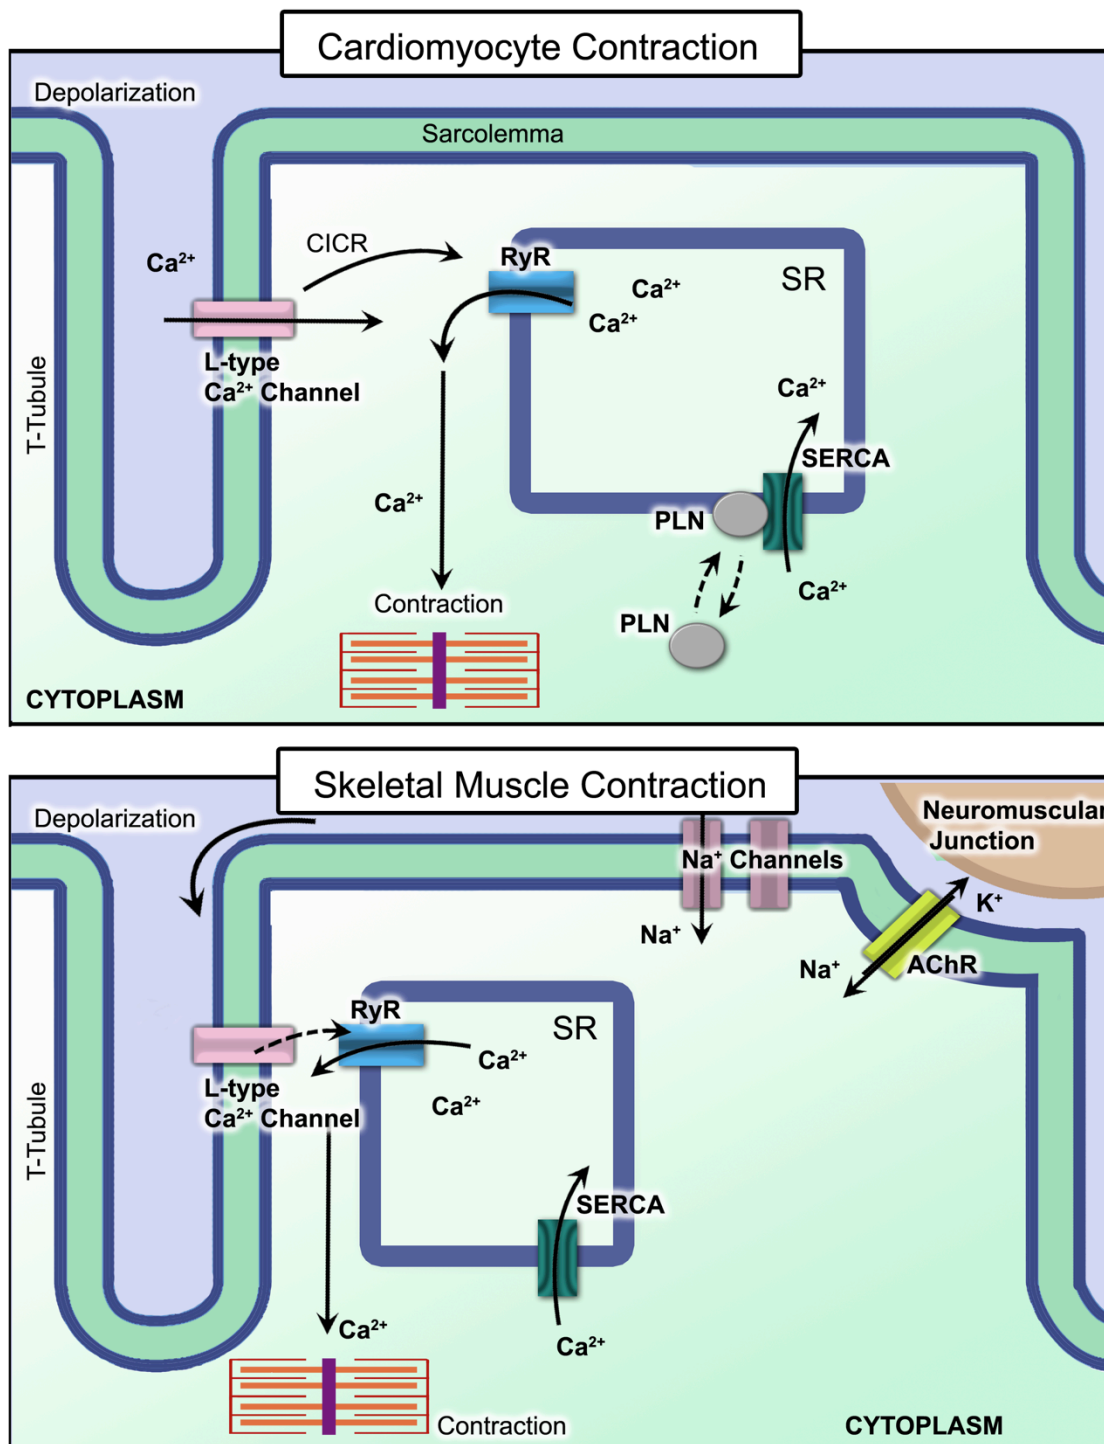 Cardiomyocyte Contraction
Depolarization
Sarcolemma
Ca²⁺
CICR
RyR
SR
Ca²⁺
Ca²⁺
L-type
Ca²⁺ Channel
T-Tubule
Ca²⁺
SERCA
Ca²⁺
PLN
Ca²⁺
Contraction
PLN
CYTOPLASM
Skeletal Muscle Contraction
Depolarization
Neuromuscular
Junction
Na⁺ Channels
K⁺
Na⁺
Na⁺
AChR
RyR
SR
Ca²⁺
L-type
Ca²⁺ Channel
Ca²⁺
T-Tubule
SERCA
Ca²⁺
Ca²⁺
Contraction
CYTOPLASM